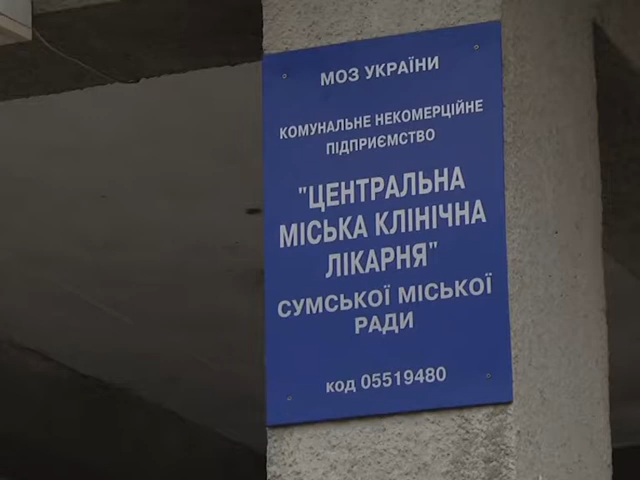 МОЗ УКРАЇНИ
КОМУНАЛЬНЕ НЕКОМЕРЦІЙНЕ
ПІДПРИЄМСТВО
"ЦЕНТРАЛЬНА
МІСЬКА КЛІНІЧНА
ЛІКАРНЯ"
СУМСЬКОЇ МІСЬКОЇ
РАДИ
код 05519480